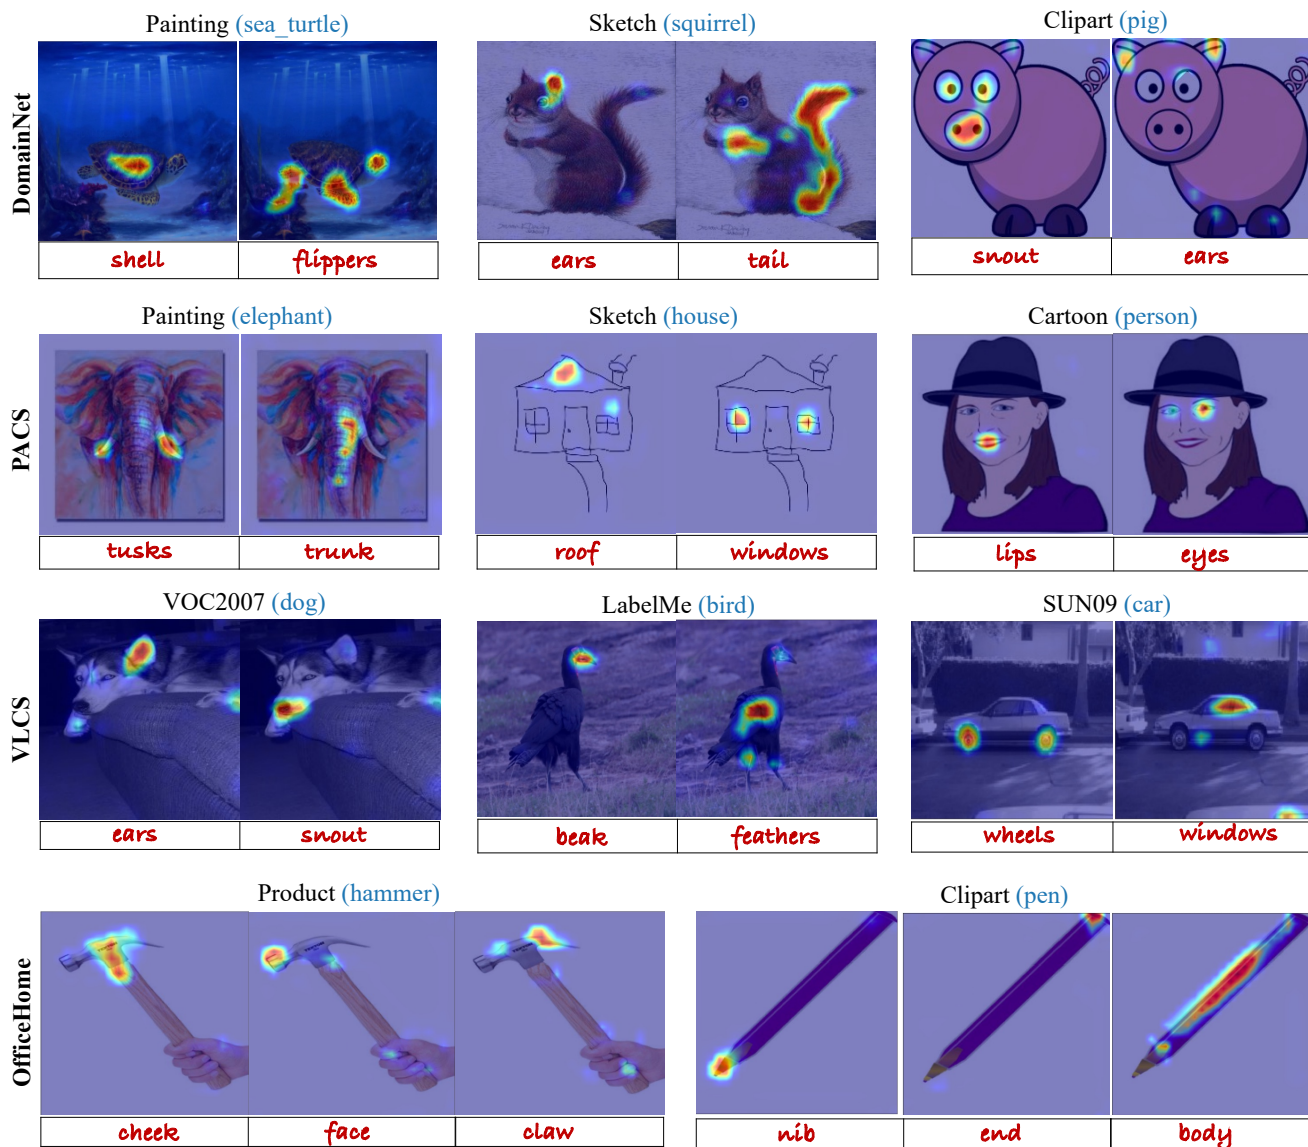 DomainNet
Painting (sea_turtle)
shell
flippers
Sketch (squirrel)
ears
tail
Clipart (pig)
snout
ears
PACS
Painting (elephant)
tusks
trunk
Sketch (house)
roof
windows
Cartoon (person)
lips
eyes
VLCS
VOC2007 (dog)
ears
snout
LabelMe (bird)
beak
feathers
SUN09 (car)
wheels
windows
OfficeHome
Product (hammer)
cheek
face
claw
Clipart (pen)
nib
end
body